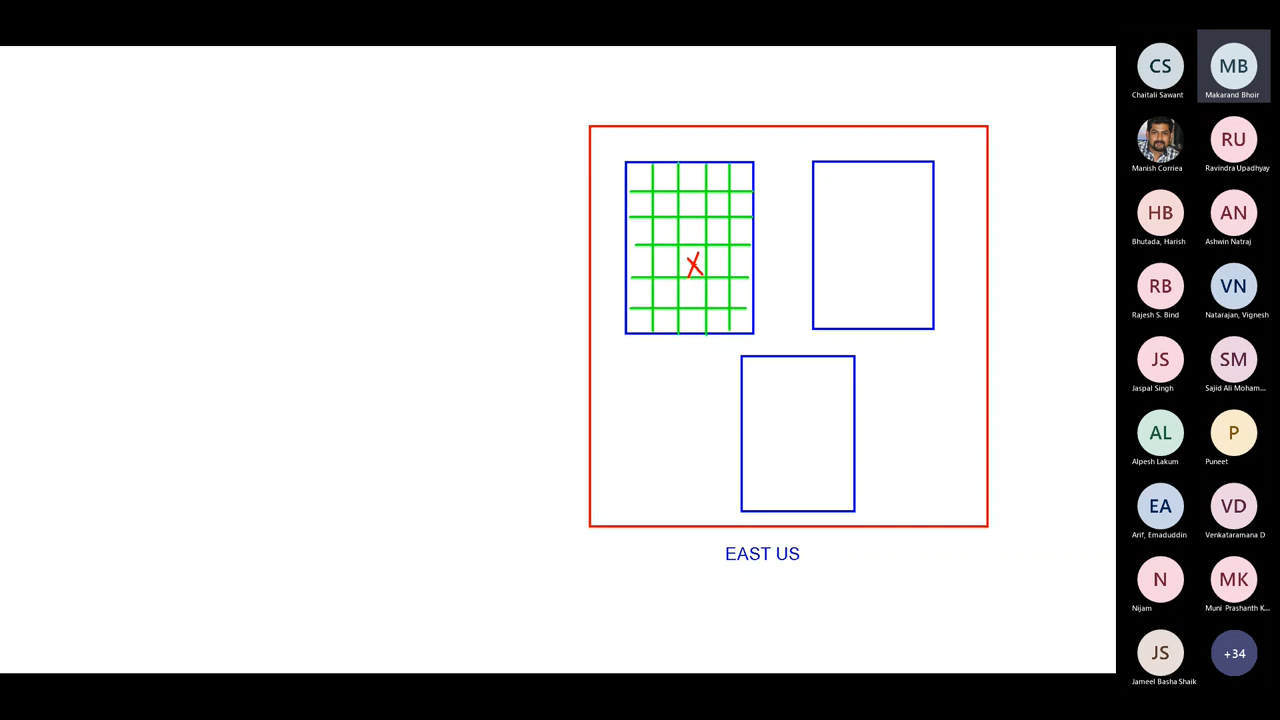 EAST US
X
CS
MB
Chaitali Sawant
Makarand Bhoir
RU
Manish Corriea
Ravindra Upadhyay
HB
AN
Bhutada, Harish
Ashwin Natraj
RB
VN
Rajesh S. Bind
Natarajan, Vignesh
JS
SM
Jaspal Singh
Sajid Ali Moham...
AL
P
Alpesh Lakum
Puneet
EA
VD
Arif, Emaduddin
Venkataramana D
N
MK
Nijam
Muni Prashanth K...
JS
+34
Jameel Basha Shaik